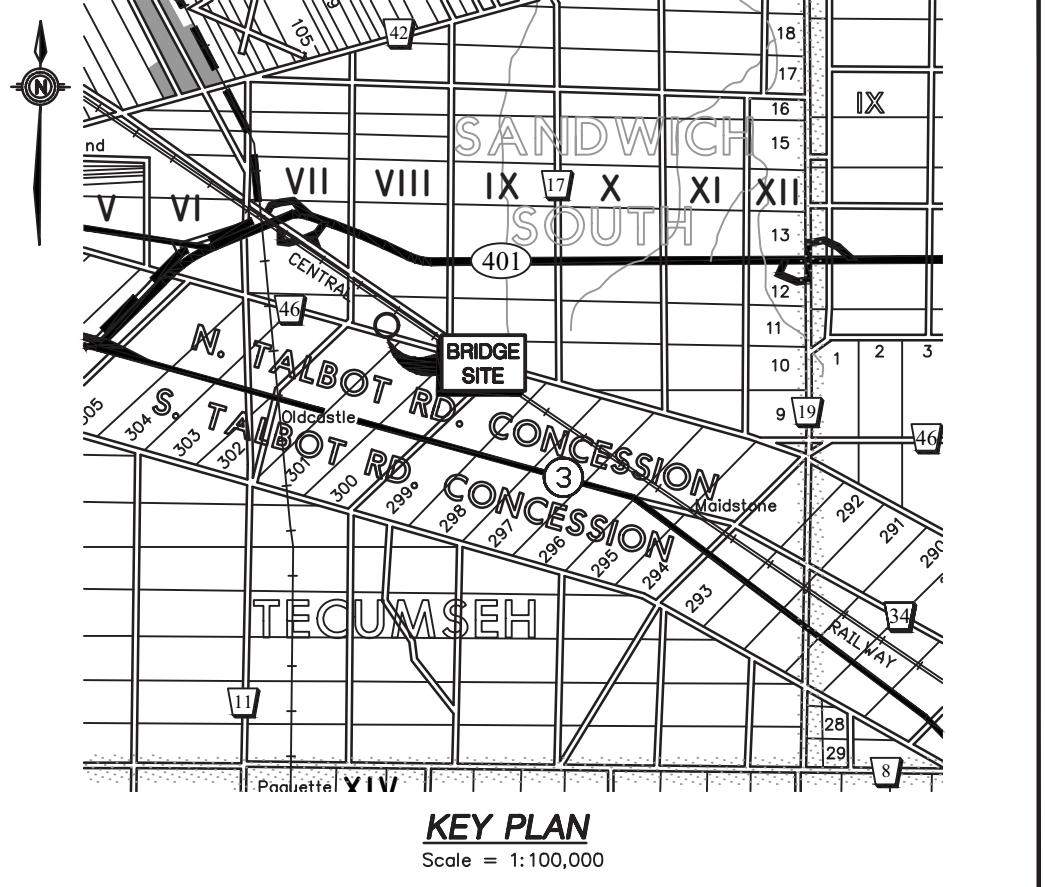 42
105
18
17
16
15
IX
N
SANDWICH
nd
V
VI
VII
VIII
IX
17
X
XI
XII
SOUTH
13
401
CENTRAL
12
46
11
N. TALBOT RD. CONCESSION
BRIDGE
SITE
10
1
2
3
9
19
46
S. TALBOT RD CONCESSION
Oldcastle
304
303
302
301
300
299
298
297
296
295
294
293
3
Maidstone
292
291
290
34
RAILWAY
TECUMSEH
11
28
29
8
Paquette
XIV
KEY PLAN
Scale = 1:100,000